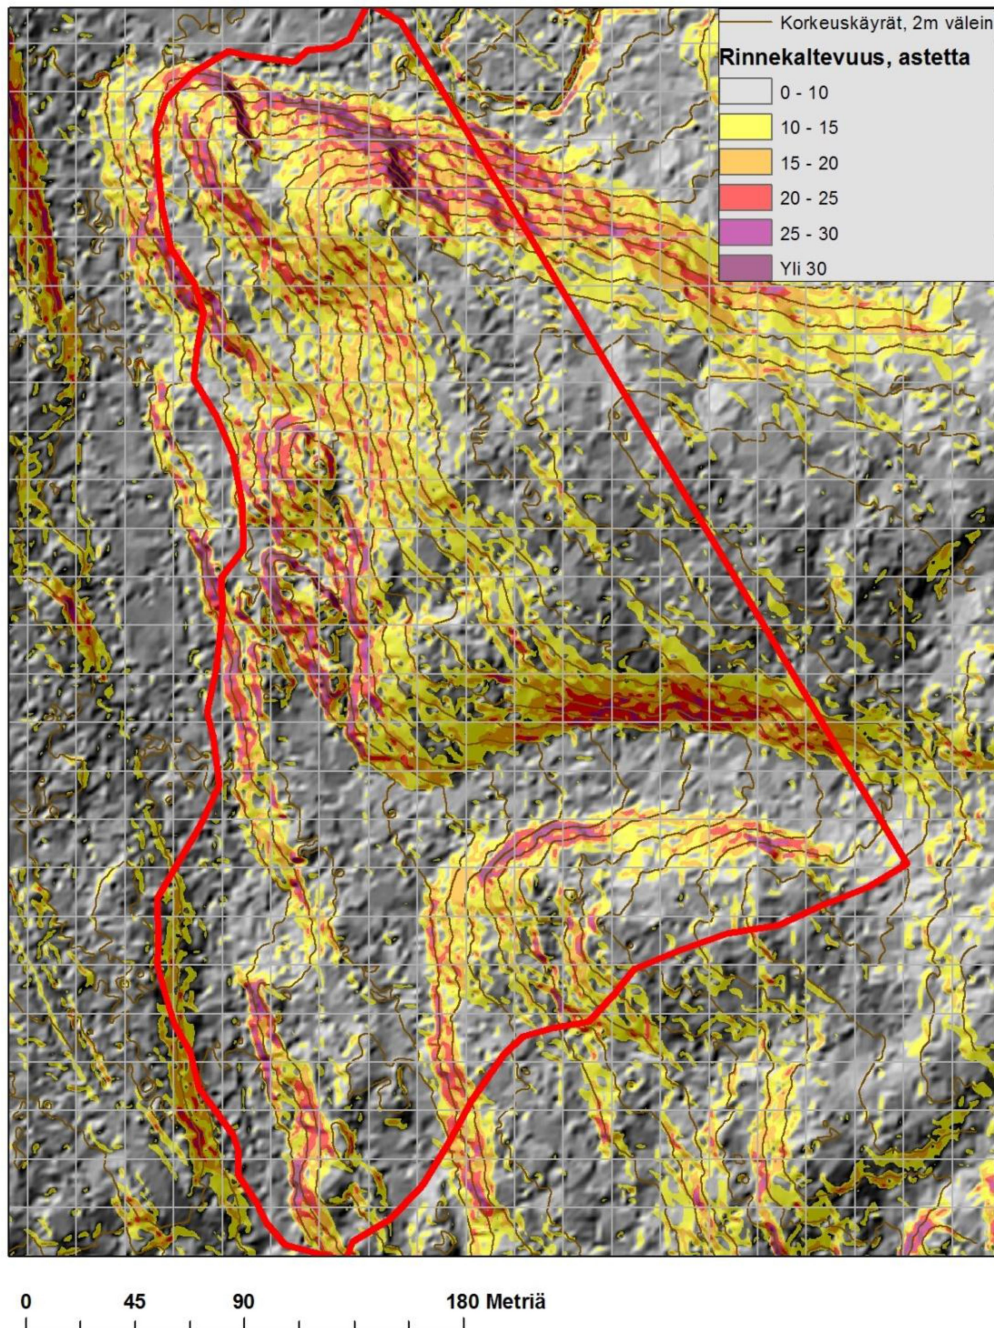 Korkeuskäyrät, 2m välein
Rinnekaltevuus, astetta
0 - 10
10 - 15
15 - 20
20 - 25
25 - 30
Yli 30
0 45 90 180 Metriä